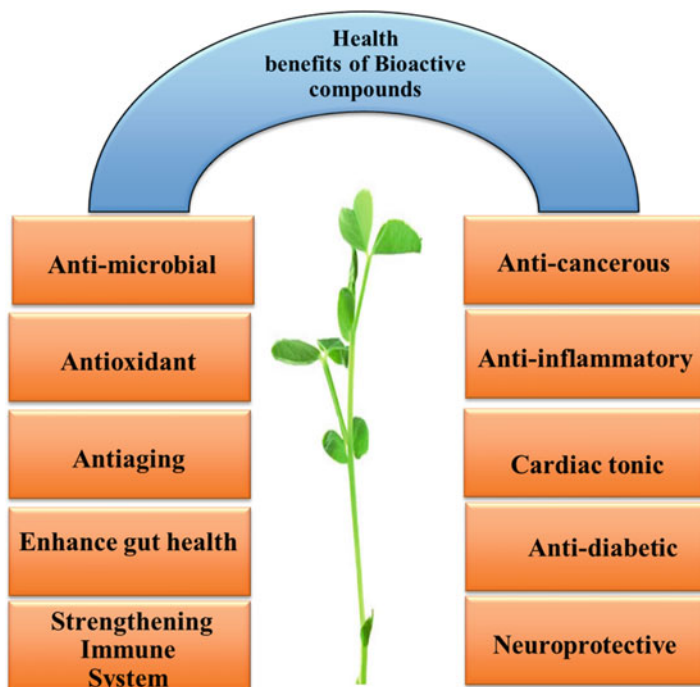 Health
benefits of Bioactive
compounds
Anti-microbial
Antioxidant
Antiaging
Enhance gut health
Strengthening
Immune
System
Anti-cancerous
Anti-inflammatory
Cardiac tonic
Anti-diabetic
Neuroprotective